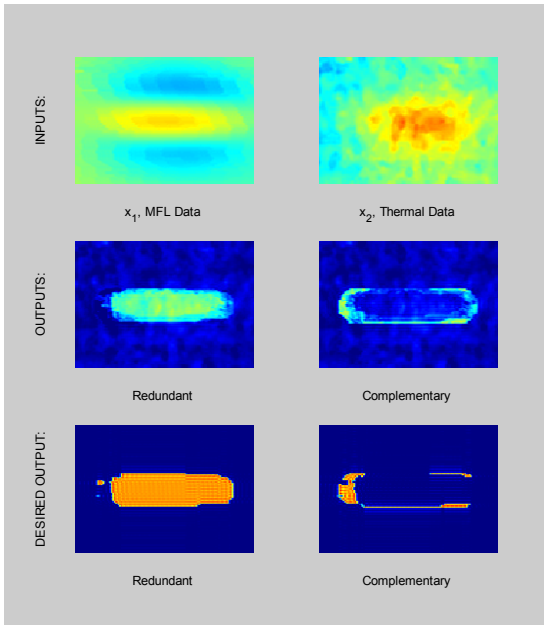 INPUTS:
x1, MFL Data
x2, Thermal Data
OUTPUTS:
Redundant
Complementary
DESIRED OUTPUT:
Redundant
Complementary